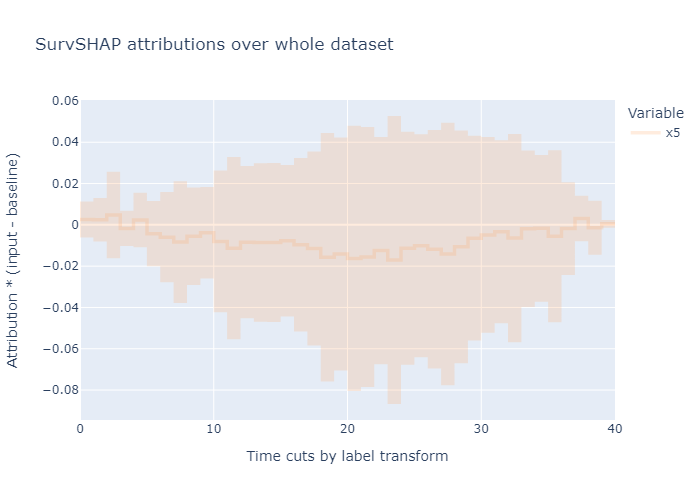 SurvSHAP attributions over whole dataset
Variable
x5
0.06
0.04
0.02
0
−0.02
−0.04
−0.06
−0.08
Attribution * (input - baseline)
0 10 20 30 40
Time cuts by label transform